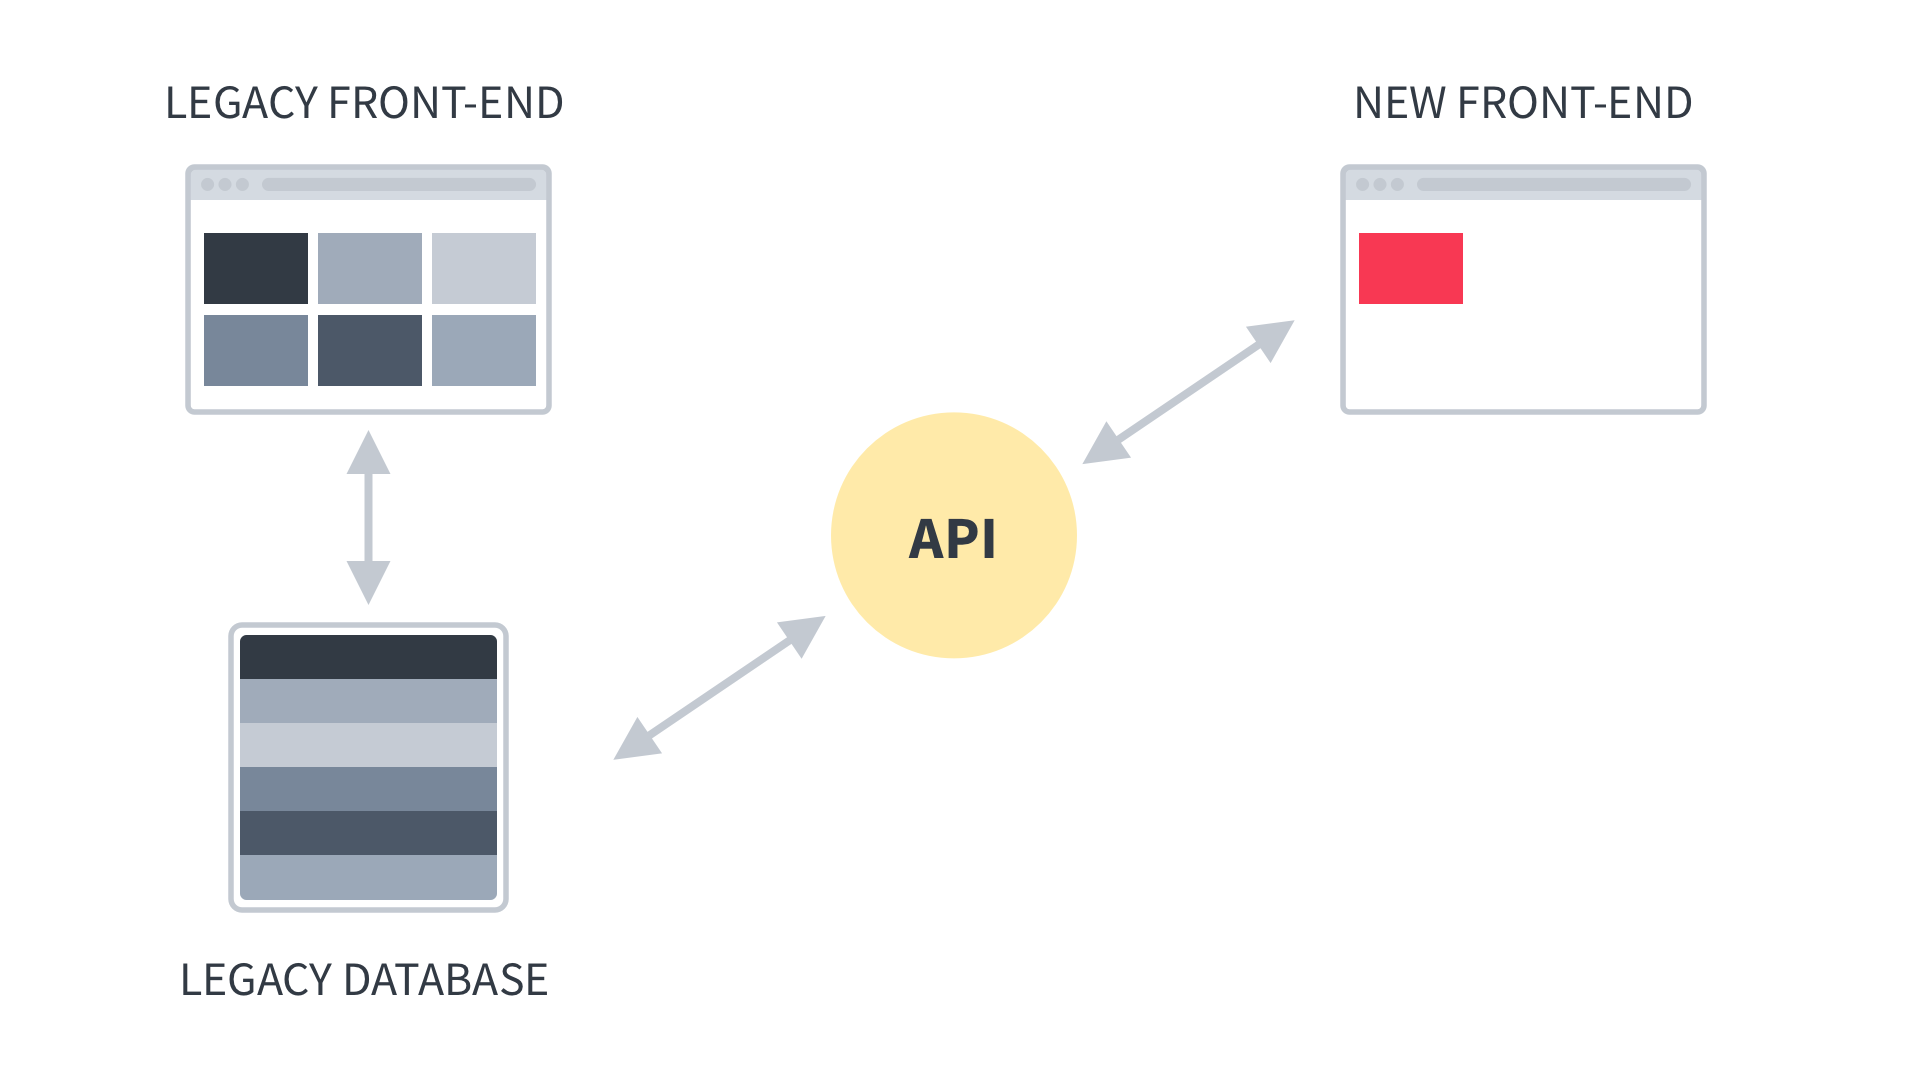 LEGACY FRONT-END
NEW FRONT-END
API
LEGACY DATABASE